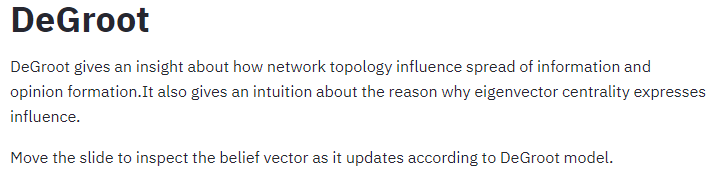 DeGroot
DeGroot gives an insight about how network topology influence spread of information and
opinion formation.It also gives an intuition about the reason why eigenvector centrality expresses
influence.
Move the slide to inspect the belief vector as it updates according to DeGroot model.